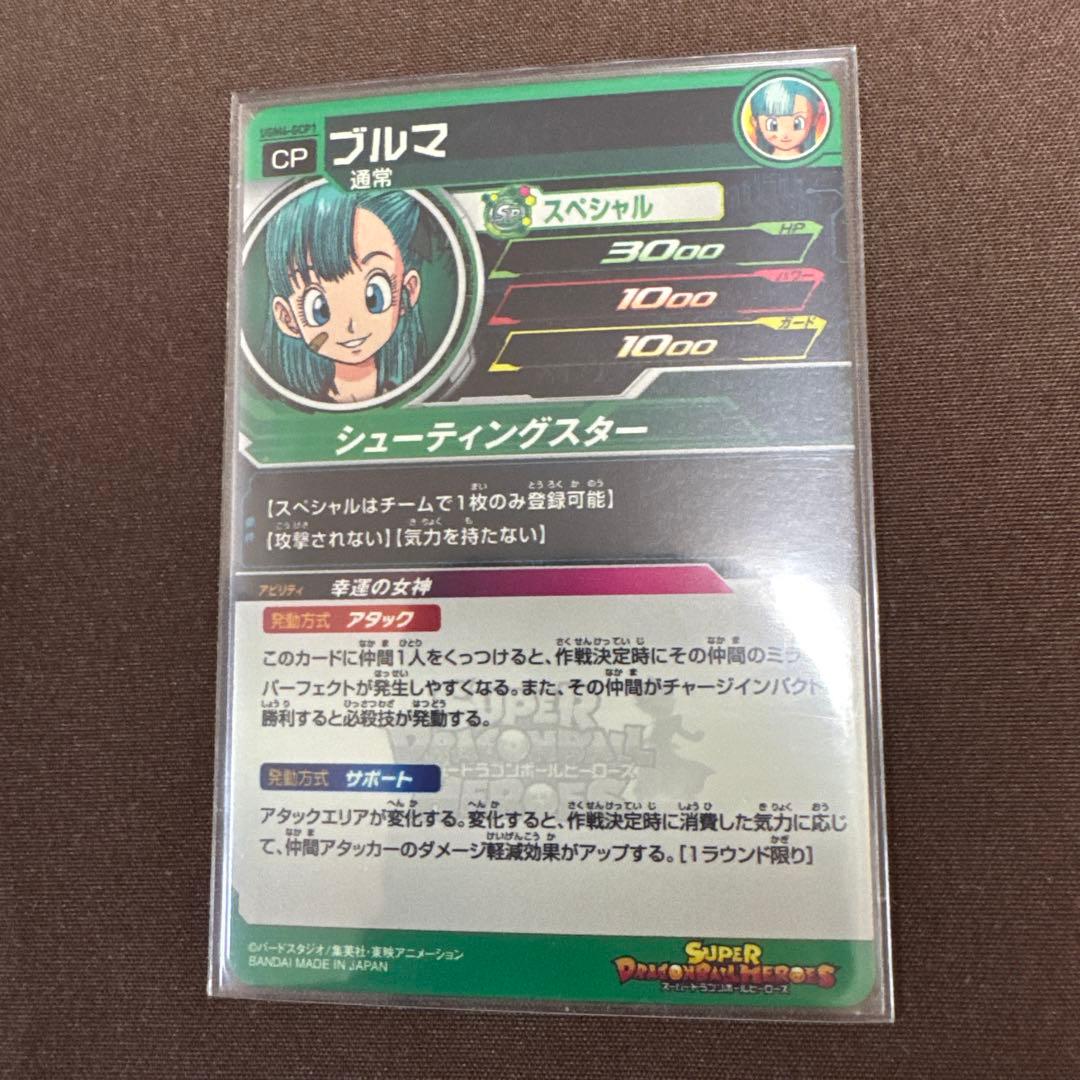 UGM4-GCP1
CP
ブルマ
通常
SP
スペシャル
HP
3000
パワー
1000
ガード
1000
シューティングスター
【スペシャルはチームで1枚のみ登録可能】
【攻撃されない】【気力を持たない】
アビリティ 幸運の女神
発動方式 アタック
このカードに仲間1人をくっつけると、作戦決定時にその仲間のミラ
パーフェクトが発生しやすくなる。また、その仲間がチャージインパクト
勝利すると必殺技が発動する。
発動方式 サポート
アタックエリアが変化する。変化すると、作戦決定時に消費した気力に応じ
て、仲間アタッカーのダメージ軽減効果がアップする。[1ラウンド限り]
©バードスタジオ/集英社・東映アニメーション
BANDAI MADE IN JAPAN
SUPER
DRAGONBALL HEROES
スーパードラゴンボールヒーローズ